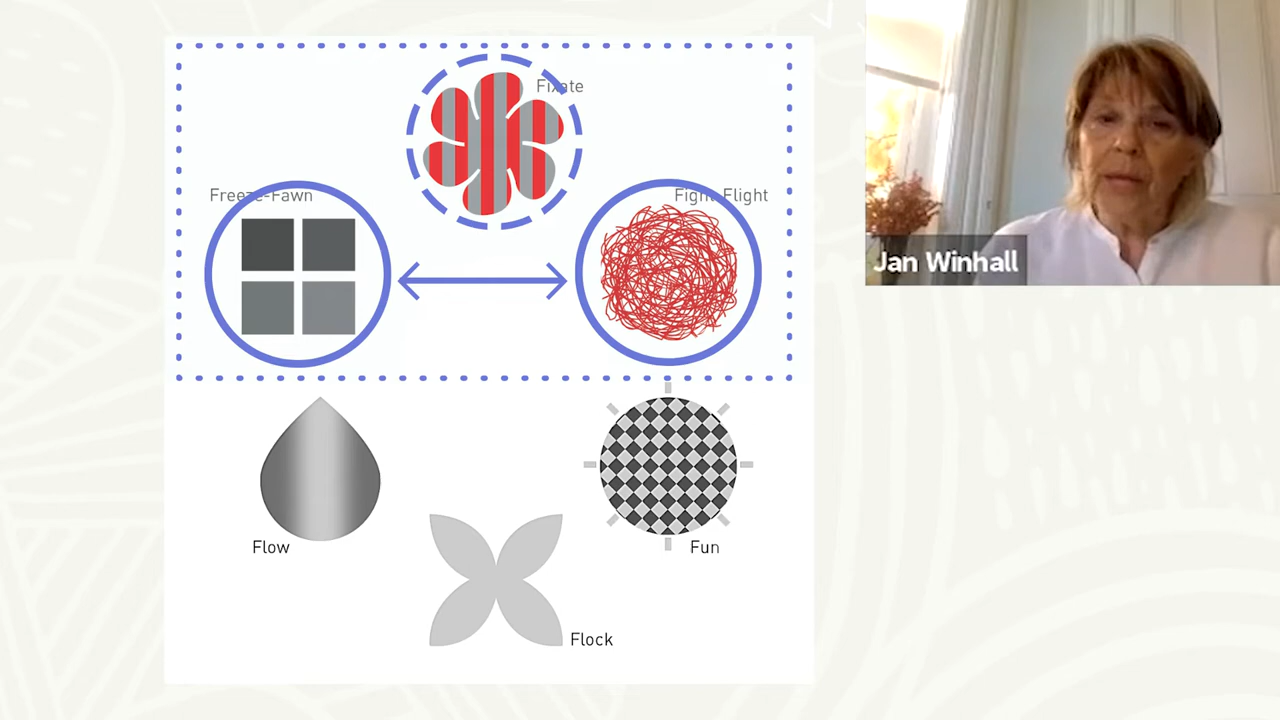 Fixate
Freeze-Fawn
Fight-Flight
Jan Winhall
Flow
Fun
Flock